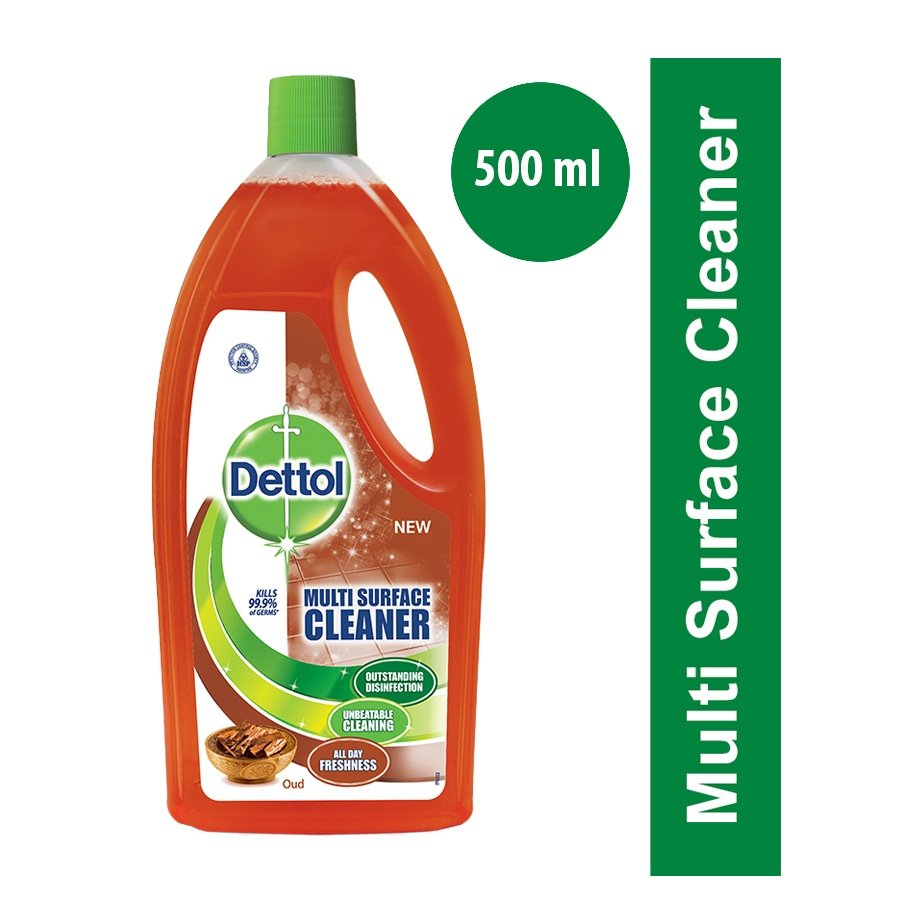 500 ml
Multi Surface Cleaner
Dettol
NEW
KILLS
99.9%
of GERMS*
MULTI SURFACE
CLEANER
OUTSTANDING
DISINFECTION
UNBEATABLE
CLEANING
ALL DAY
FRESHNESS
Oud